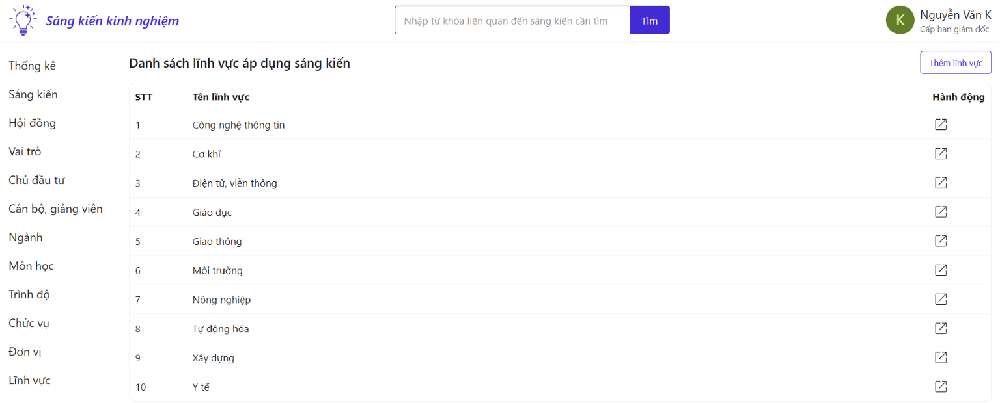 Sáng kiến kinh nghiệm
Nhập từ khóa liên quan đến sáng kiến cần tìm
Tìm
K
Nguyễn Văn K
Cấp ban giám đốc
Thống kê
Sáng kiến
Hội đồng
Vai trò
Chủ đầu tư
Cán bộ, giảng viên
Ngành
Môn học
Trình độ
Chức vụ
Đơn vị
Lĩnh vực
Danh sách lĩnh vực áp dụng sáng kiến
Thêm lĩnh vực
STT Tên lĩnh vực Hành động
1 Công nghệ thông tin
2 Cơ khí
3 Điện tử, viễn thông
4 Giáo dục
5 Giao thông
6 Môi trường
7 Nông nghiệp
8 Tự động hóa
9 Xây dựng
10 Y tế